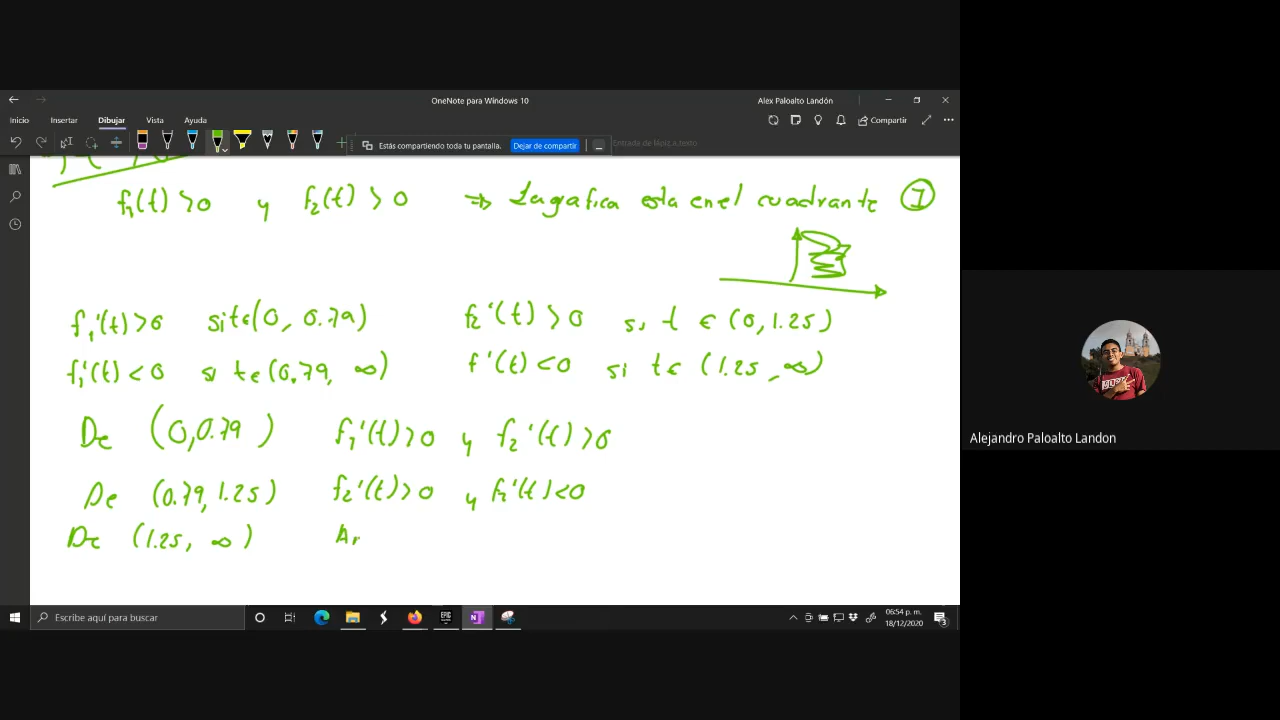 OneNote para Windows 10
Alex Paloalto Landón
Inicio Insertar Dibujar Vista Ayuda
Compartir
Estás compartiendo toda tu pantalla. Dejar de compartir
f₁(t) > 0 y f₂(t) > 0 ⇒ La gráfica esta en el cuadrante I
f₁'(t) > 0 si t ∈ (0, 0.79) f₂'(t) > 0 si t ∈ (0, 1.25)
f₁'(t) < 0 si t ∈ (0.79, ∞) f'(t) < 0 si t ∈ (1.25, ∞)
De (0, 0.79) f₁'(t) > 0 y f₂'(t) > 0
De (0.79, 1.25) f₂'(t) > 0 y f₁'(t) < 0
De (1.25, ∞)
Alejandro Paloalto Landon
Escribe aquí para buscar
EPIC
06:54 p. m.
18/12/2020
3